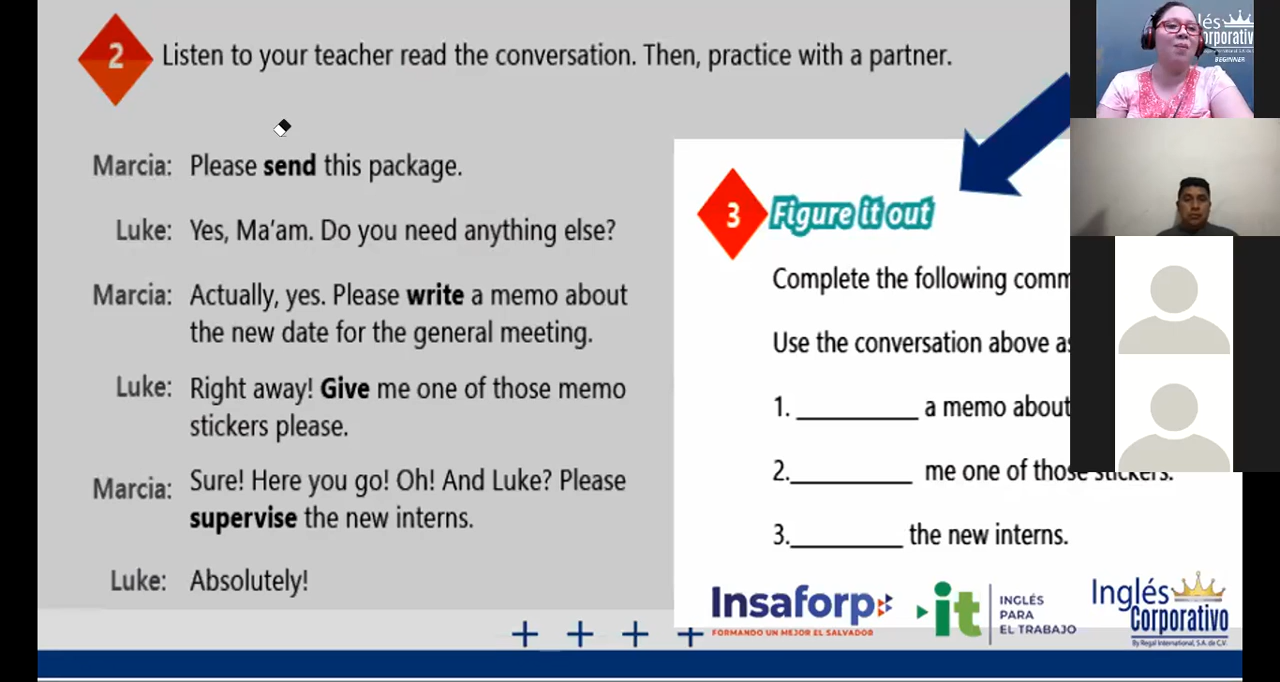 2 Listen to your teacher read the conversation. Then, practice with a partner.
Marcia: Please send this package.
Luke: Yes, Ma'am. Do you need anything else?
Marcia: Actually, yes. Please write a memo about
the new date for the general meeting.
Luke: Right away! Give me one of those memo
stickers please.
Marcia: Sure! Here you go! Oh! And Luke? Please
supervise the new interns.
Luke: Absolutely!
3 Figure it out
Complete the following
Use the conversation above
1. __________ a memo about
2.__________ me one of those stickers.
3.__________ the new interns.
Insaforp
FORMANDO UN MEJOR EL SALVADOR
it
INGLÉS
PARA
EL TRABAJO
Inglés
Corporativo
By Regal International, S.A. de C.V.
BEGINNER